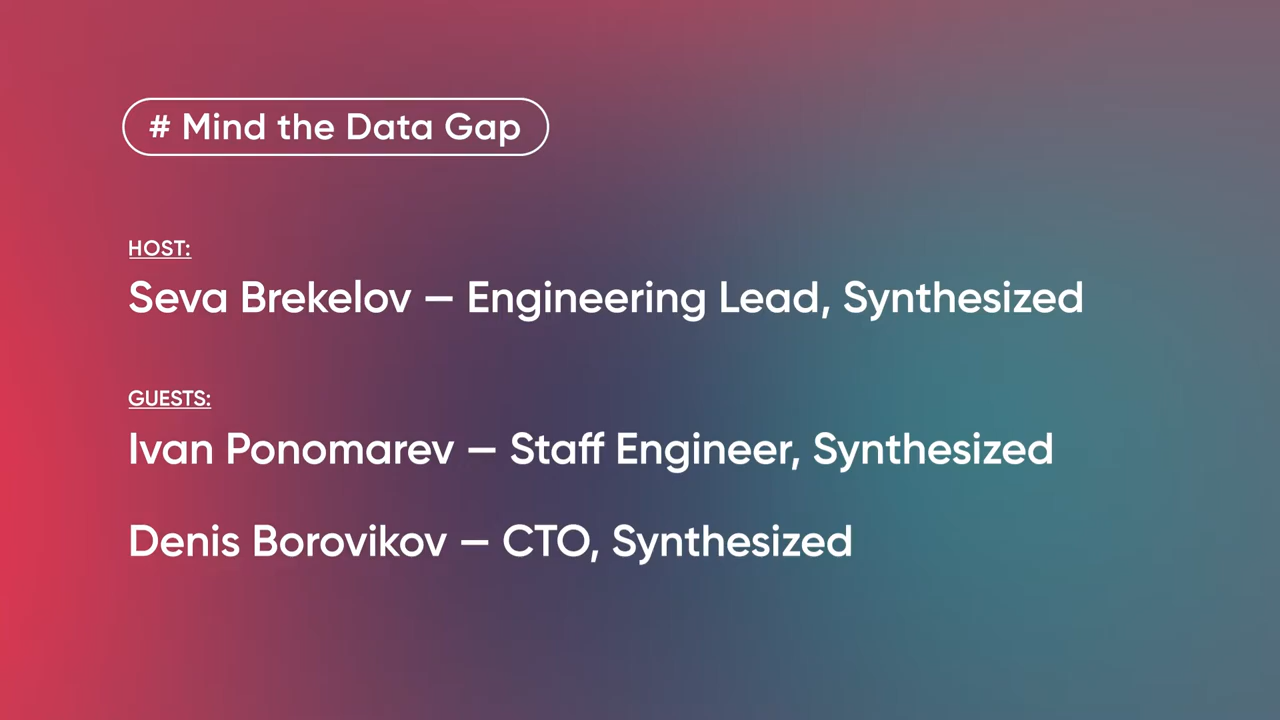 # Mind the Data Gap
HOST:
Seva Brekelov — Engineering Lead, Synthesized
GUESTS:
Ivan Ponomarev — Staff Engineer, Synthesized
Denis Borovikov — CTO, Synthesized